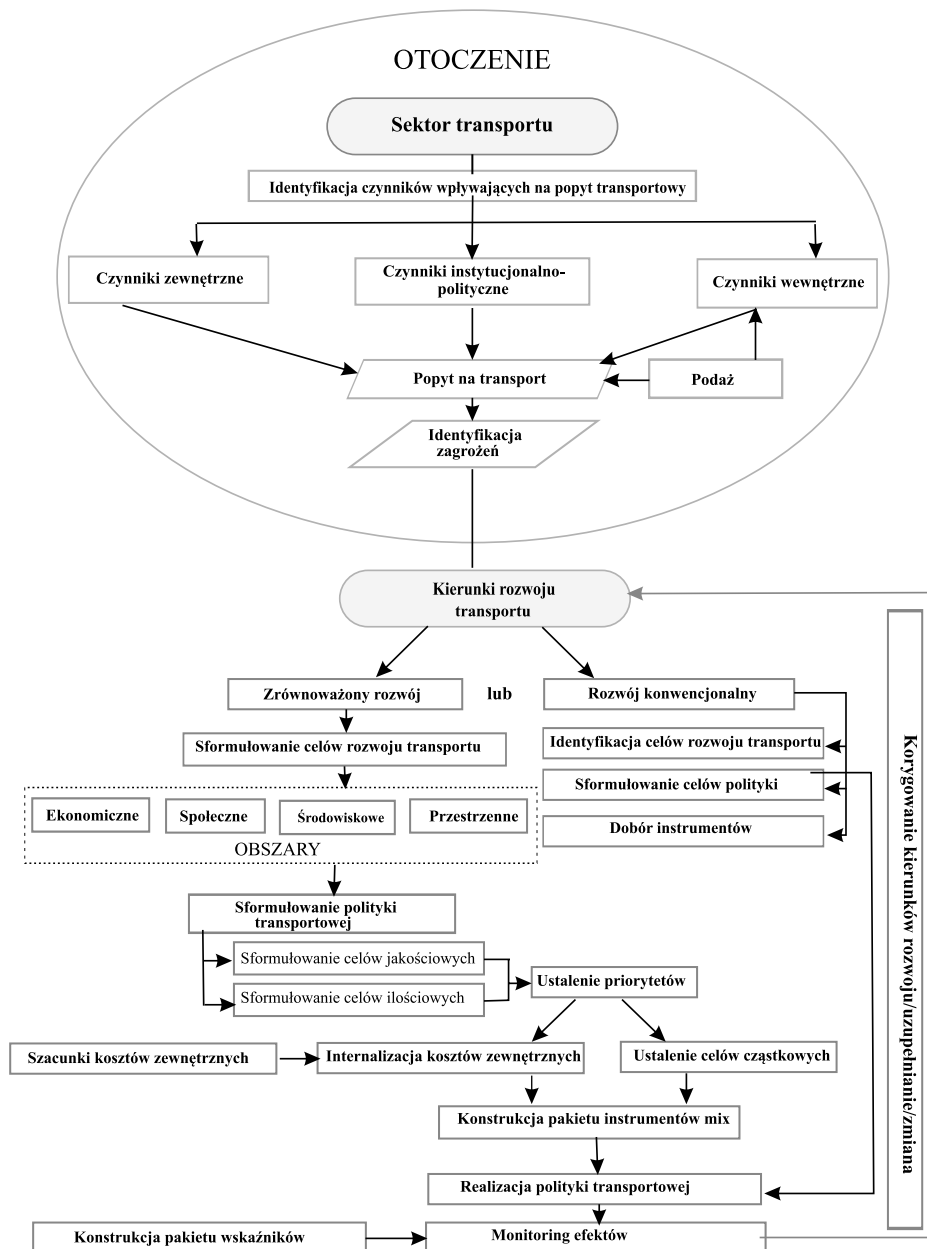 OTOCZENIE
Sektor transportu
Identyfikacja czynników wpływających na popyt transportowy
Czynniki zewnętrzne
Czynniki instytucjonalno-
polityczne
Czynniki wewnętrzne
Popyt na transport
Podaż
Identyfikacja
zagrożeń
Kierunki rozwoju
transportu
Zrównoważony rozwój
lub
Rozwój konwencjonalny
Sformułowanie celów rozwoju transportu
Identyfikacja celów rozwoju transportu
Sformułowanie celów polityki
Dobór instrumentów
Ekonomiczne
Społeczne
Środowiskowe
Przestrzenne
OBSZARY
Sformułowanie polityki
transportowej
Sformułowanie celów jakościowych
Sformułowanie celów ilościowych
Ustalenie priorytetów
Szacunki kosztów zewnętrznych
Internalizacja kosztów zewnętrznych
Ustalenie celów cząstkowych
Konstrukcja pakietu instrumentów mix
Realizacja polityki transportowej
Konstrukcja pakietu wskaźników
Monitoring efektów
Korygowanie kierunków rozwoju/uzupełnianie/zmiana